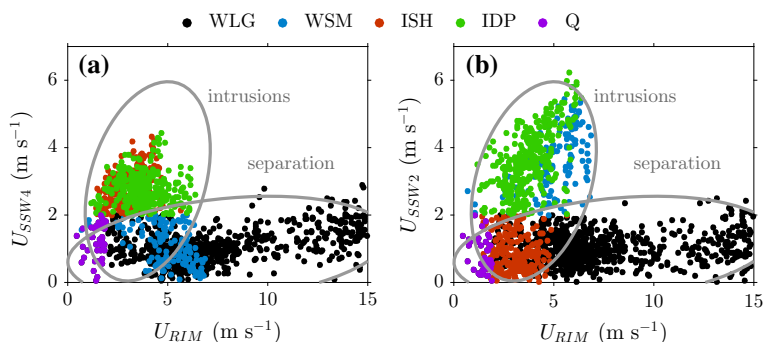 WLG WSM ISH IDP Q
(a) (b)
intrusions intrusions
separation separation
U_SSW4 (m s⁻¹)
6
4
2
0
0 5 10 15
U_RIM (m s⁻¹)
U_SSW2 (m s⁻¹)
6
4
2
0
0 5 10 15
U_RIM (m s⁻¹)